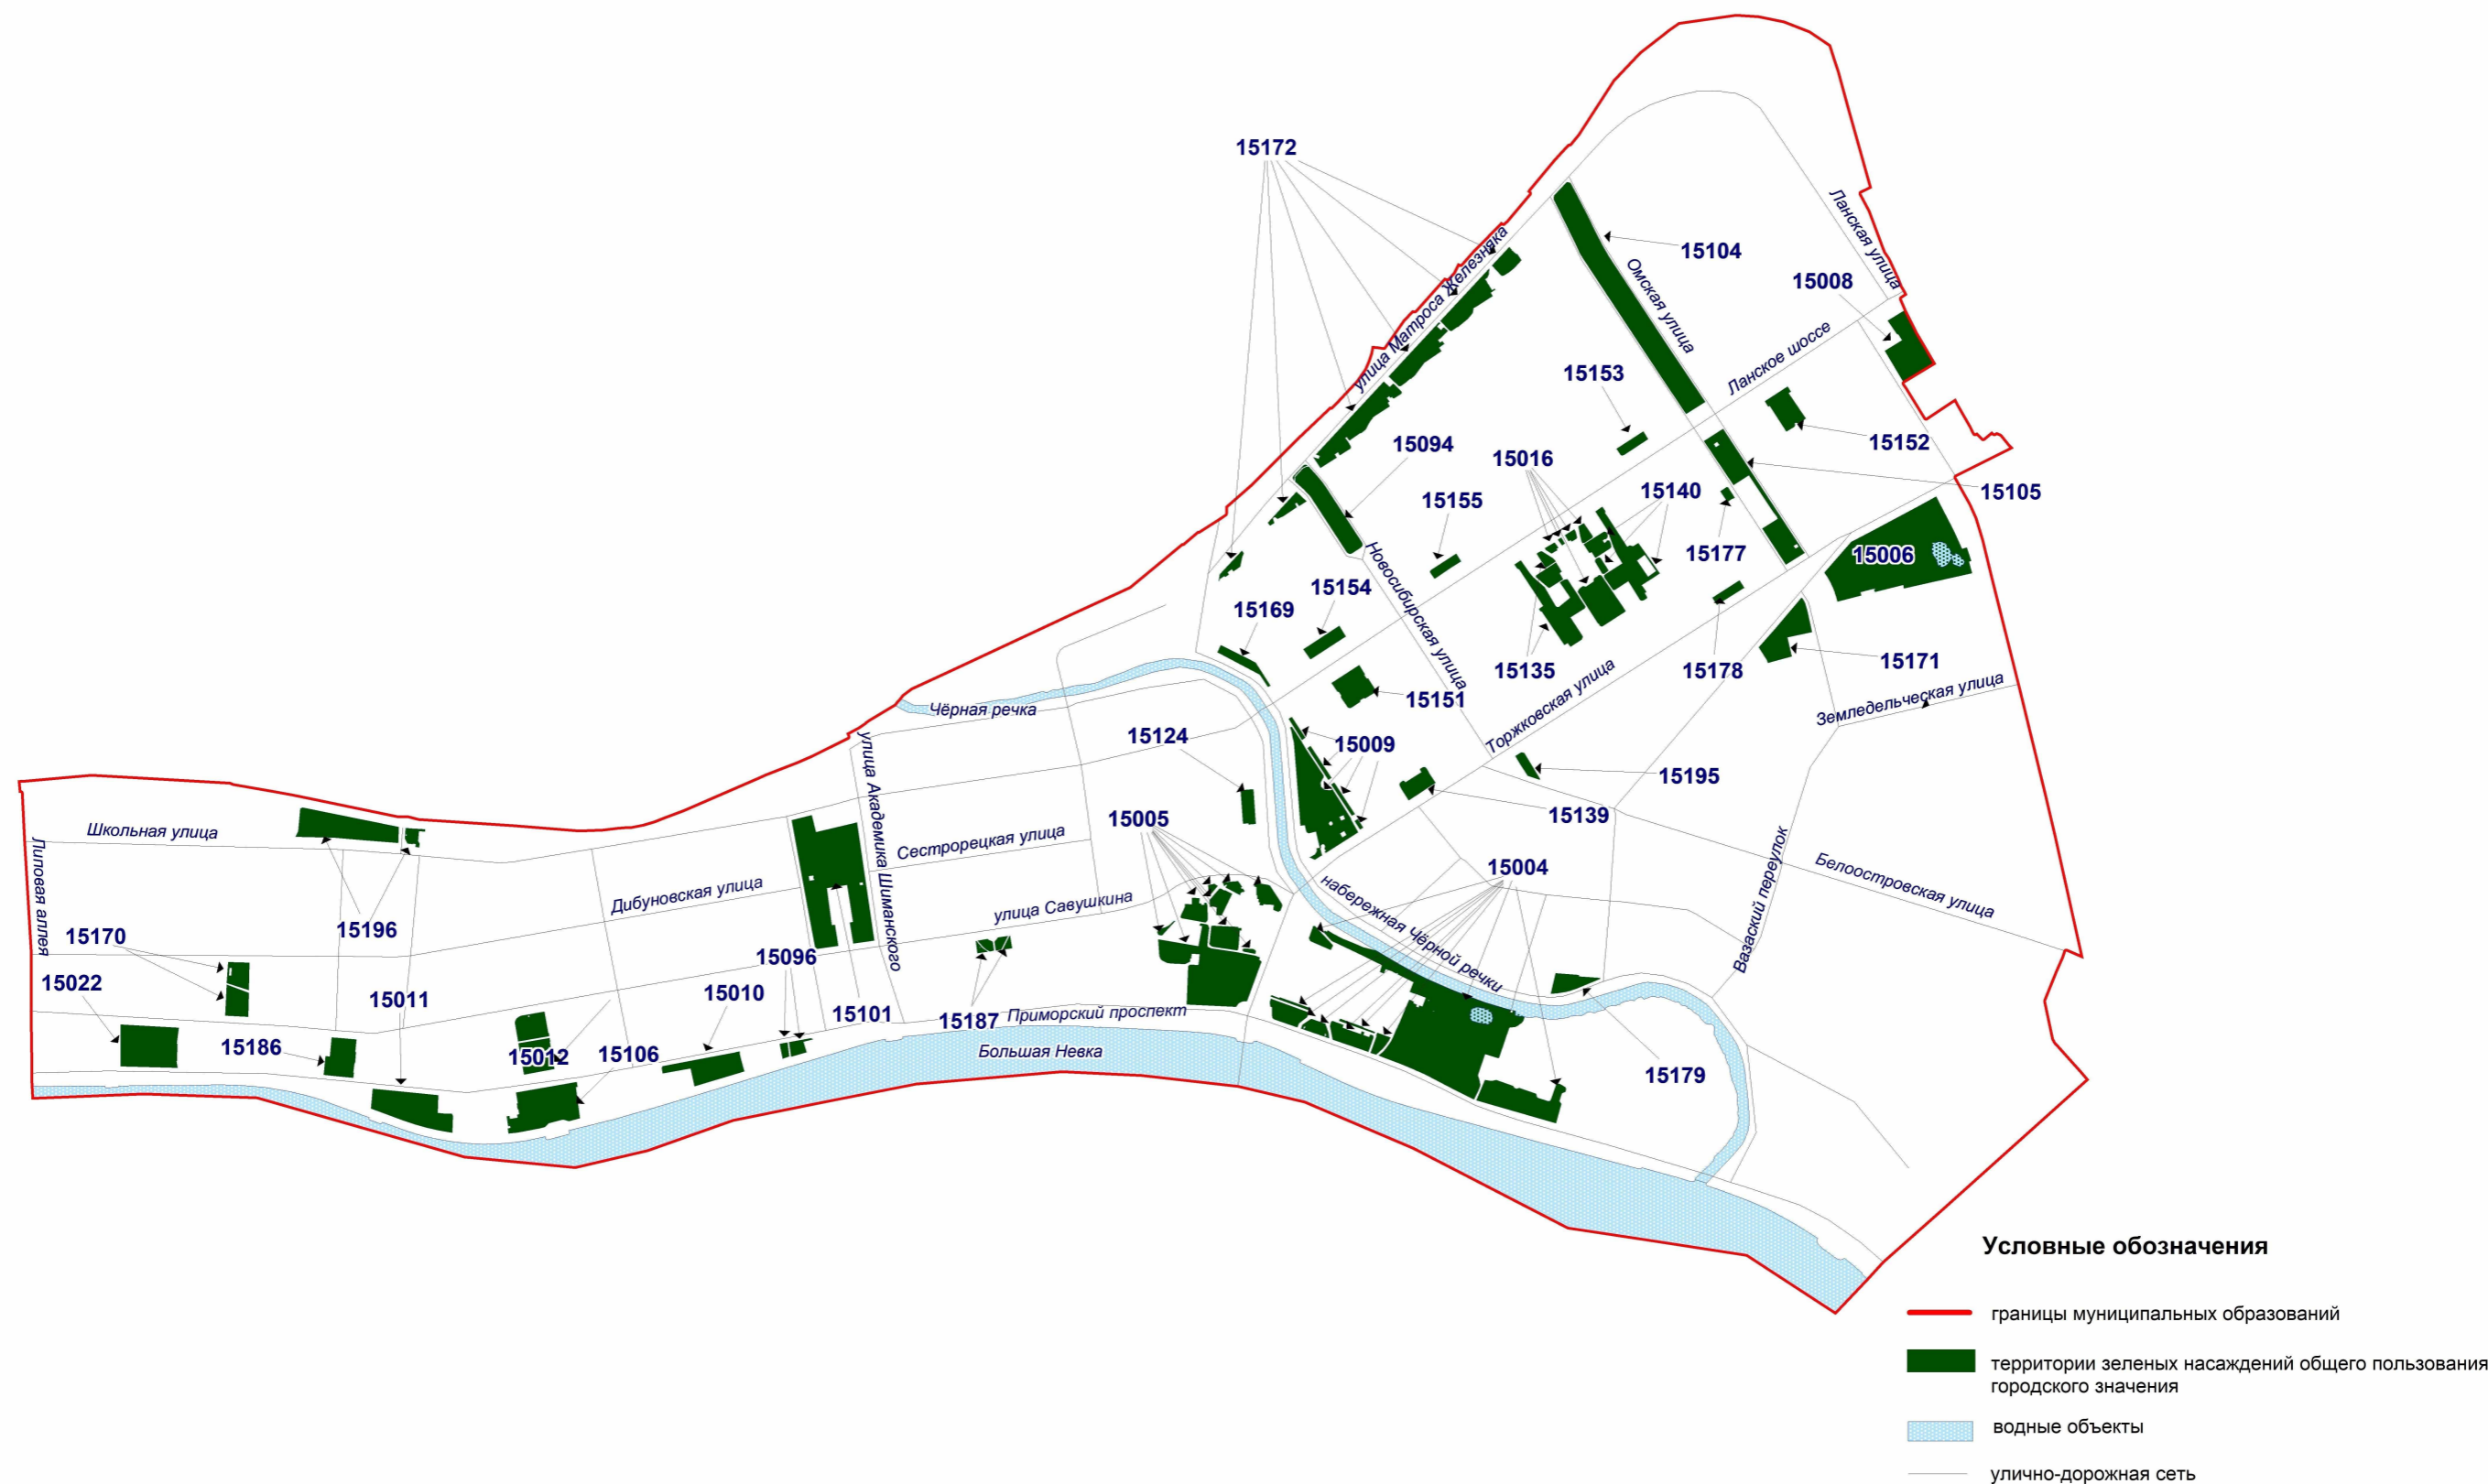 15172
15104
Ланская улица
15008
улица Матроса Железняка
Омская улица
Ланское шоссе
15153
15094
15016
15152
15155
15140
15105
15177
15006
Новосибирская улица
15154
15169
15135
15178
15171
15151
Земледельческая улица
Торжковская улица
Чёрная речка
15124
15009
15195
15139
15005
улица Академика Шиманского
Школьная улица
Липовая аллея
Сестрорецкая улица
15004
Белоостровская улица
Дибуновская улица
улица Савушкина
набережная Чёрной речки
Вазаский переулок
15196
15170
15096
15022
15011
15010
15101
15187
Приморский проспект
15186
15012
15106
Большая Невка
15179
Условные обозначения
границы муниципальных образований
территории зеленых насаждений общего пользования
городского значения
водные объекты
улично-дорожная сеть